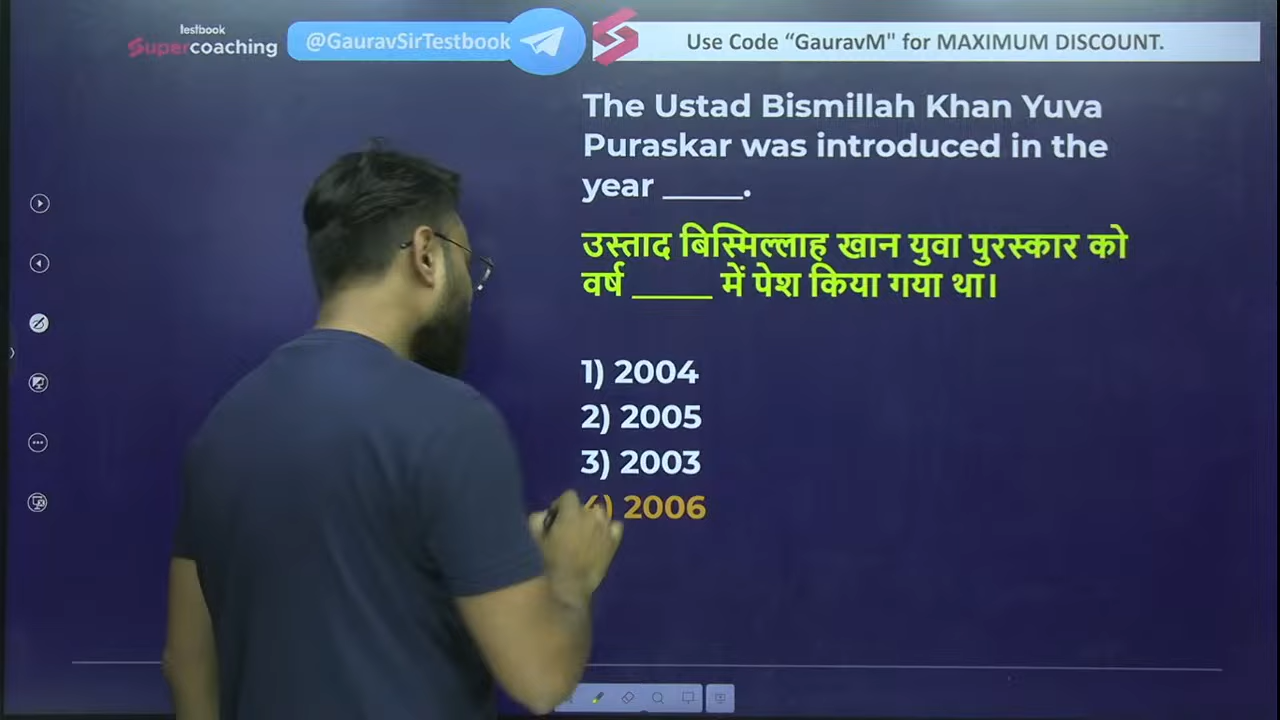 testbook
Supercoaching
@GauravSirTestbook
Use Code “GauravM" for MAXIMUM DISCOUNT.
The Ustad Bismillah Khan Yuva
Puraskar was introduced in the
year _____.
उस्ताद बिस्मिल्लाह खान युवा पुरस्कार को
वर्ष _____ में पेश किया गया था।
1) 2004
2) 2005
3) 2003
4) 2006